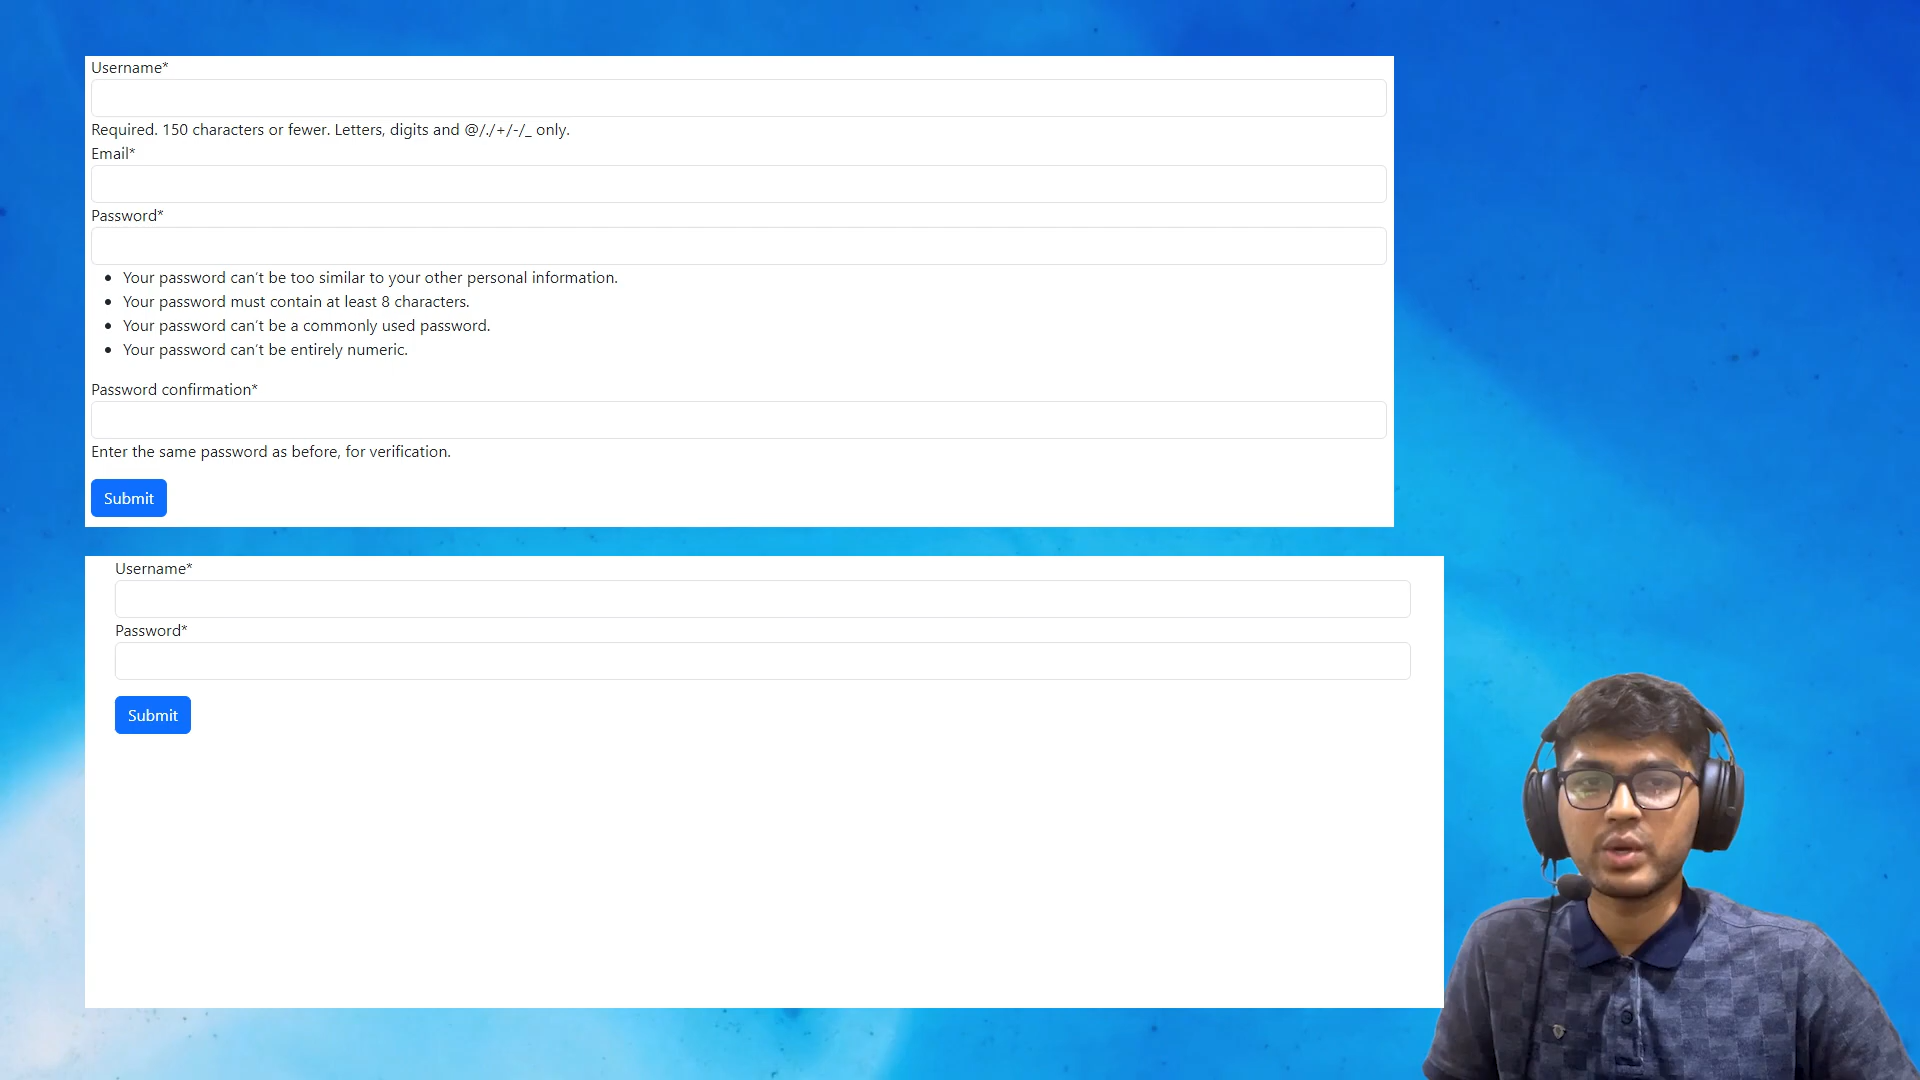 Username*
Required. 150 characters or fewer. Letters, digits and @/./+/-/_ only.
Email*
Password*
Your password can’t be too similar to your other personal information.
Your password must contain at least 8 characters.
Your password can’t be a commonly used password.
Your password can’t be entirely numeric.
Password confirmation*
Enter the same password as before, for verification.
Submit
Username*
Password*
Submit